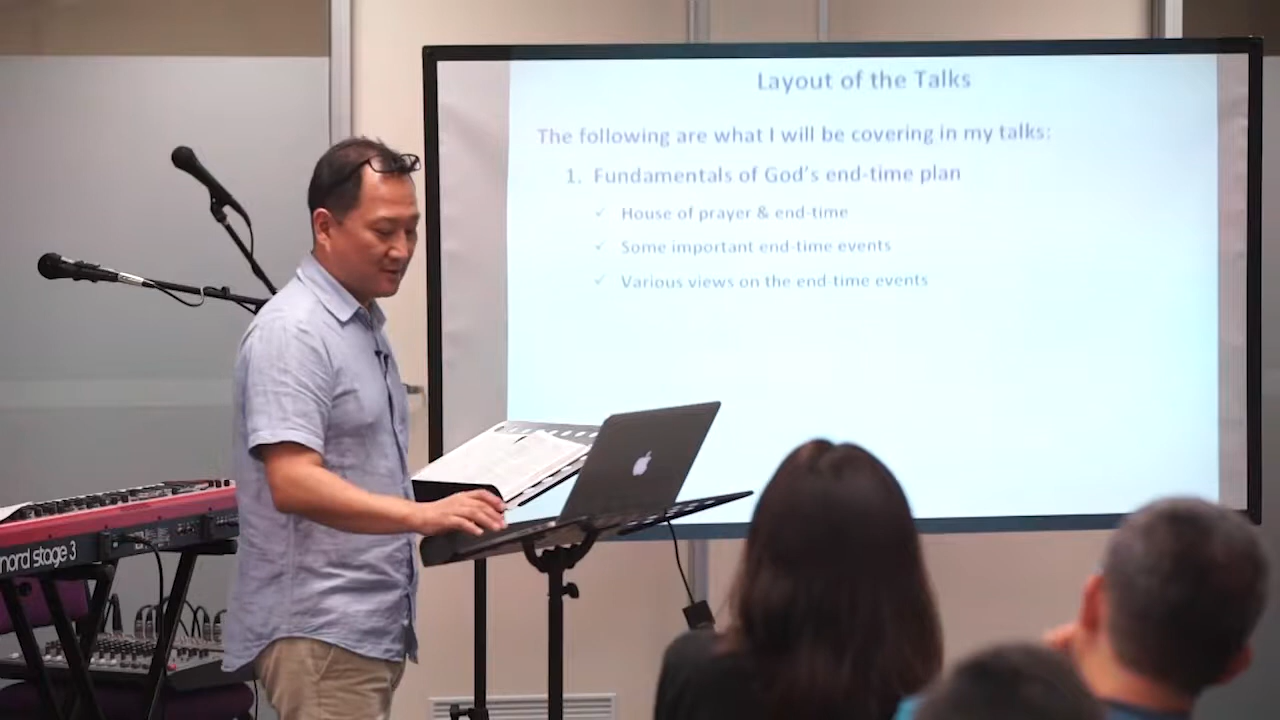 Layout of the Talks
The following are what I will be covering in my talks:
1. Fundamentals of God's end-time plan
✓ House of prayer & end-time
✓ Some important end-time events
✓ Various views on the end-time events
nord stage 3